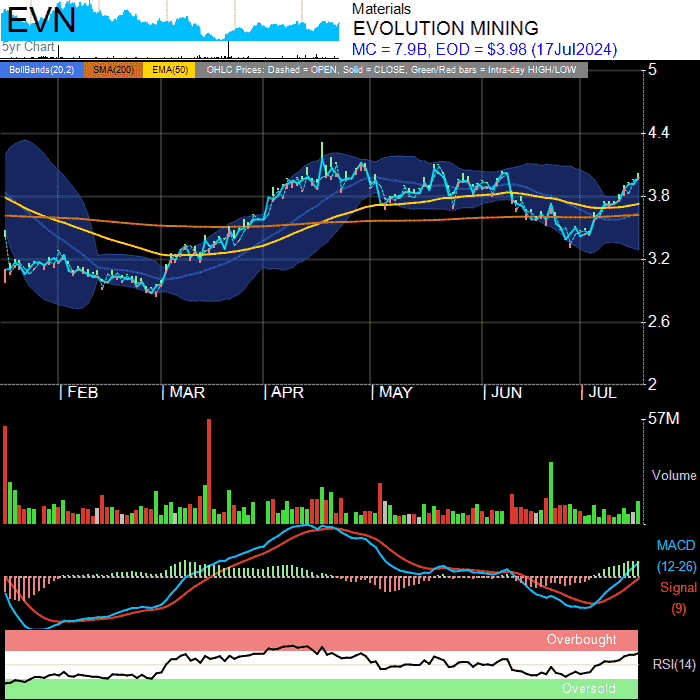 EVN
5yr Chart
Materials
EVOLUTION MINING
MC = 7.9B, EOD = $3.98 (17Jul2024)
BollBands(20,2) SMA(200) EMA(50) OHLC Prices: Dashed = OPEN, Solid = CLOSE, Green/Red bars = Intra-day HIGH/LOW
5
4.4
3.8
3.2
2.6
2
FEB MAR APR MAY JUN JUL
57M
Volume
MACD
(12-26)
Signal
(9)
Overbought
RSI(14)
Oversold